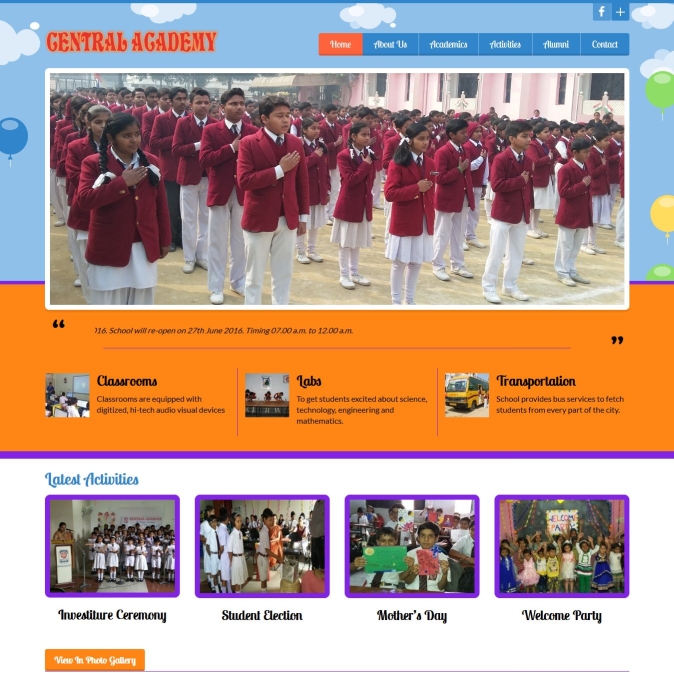 CENTRAL ACADEMY
Home
About Us
Academics
Activities
Alumni
Contact
“
016. School will re-open on 27th June 2016. Timing 07.00 a.m. to 12.00 a.m.
”
Classrooms
Classrooms are equipped with
digitized, hi-tech audio visual devices
Labs
To get students excited about science,
technology, engineering and
mathematics.
Transportation
School provides bus services to fetch
students from every part of the city.
Latest Activities
WELCOME
PARTY
Investiture Ceremony
Student Election
Mother's Day
Welcome Party
View In Photo Gallery